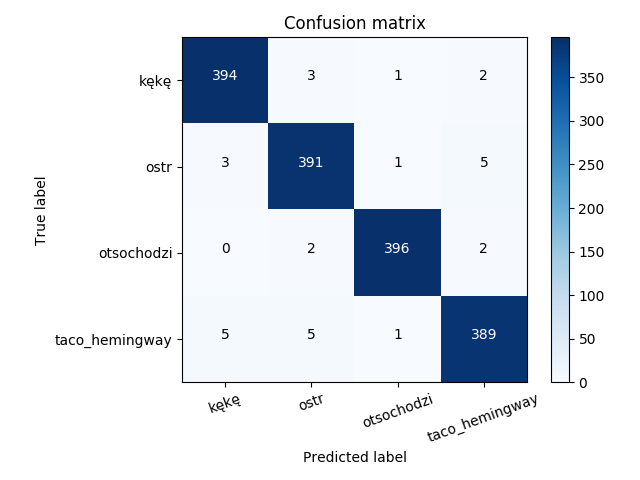 Confusion matrix
True label
kękę
394 3 1 2
ostr
3 391 1 5
otsochodzi
0 2 396 2
taco_hemingway
5 5 1 389
kękę ostr otsochodzi taco_hemingway
Predicted label
350
300
250
200
150
100
50
0